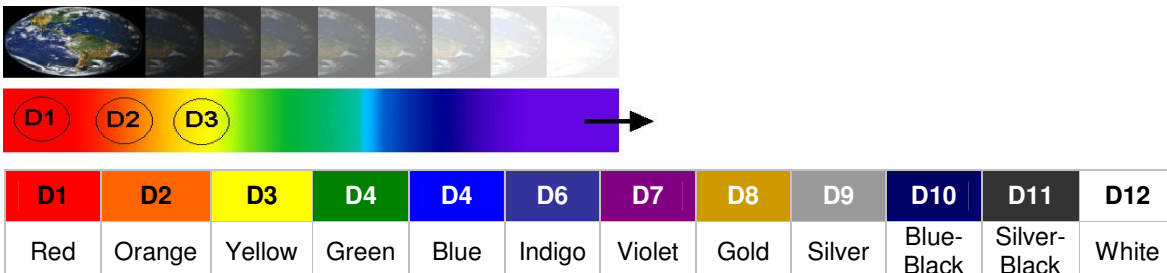 D1 D2 D3
D1 D2 D3 D4 D4 D6 D7 D8 D9 D10 D11 D12
Red Orange Yellow Green Blue Indigo Violet Gold Silver Blue- Silver- White
Black Black